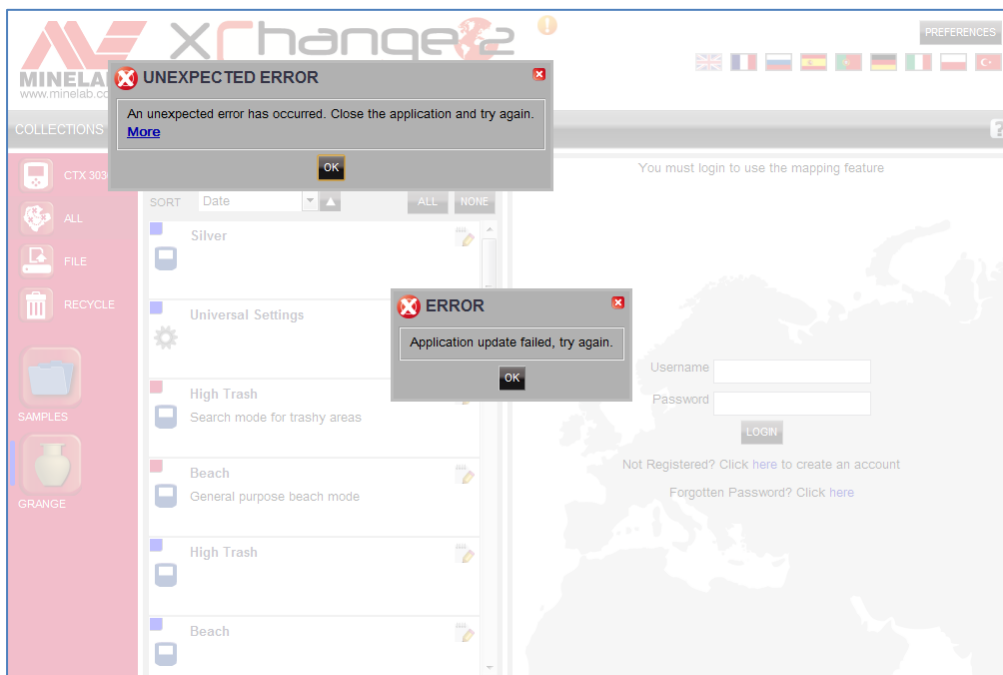 MINELAB
XChange 2
www.minelab.co
PREFERENCES
UNEXPECTED ERROR
An unexpected error has occurred. Close the application and try again.
More
OK
COLLECTIONS
?
You must login to use the mapping feature
CTX 303
ALL
FILE
RECYCLE
SAMPLES
GRANGE
SORT
Date
ALL
NONE
Silver
Universal Settings
High Trash
Search mode for trashy areas
Beach
General purpose beach mode
High Trash
Beach
ERROR
Application update failed, try again.
OK
Username
Password
LOGIN
Not Registered? Click here to create an account
Forgotten Password? Click here